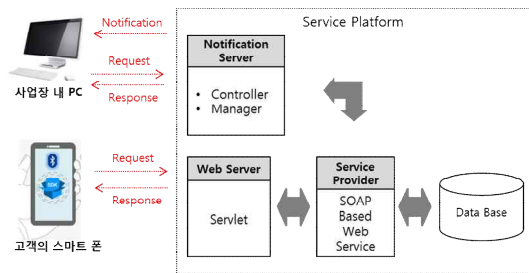 Service Platform
Notification
Request
Response
사업장 내 PC
Notification
Server
• Controller
• Manager
SDK
Request
Response
고객의 스마트 폰
Web Server
Servlet
Service
Provider
SOAP
Based
Web
Service
Data Base